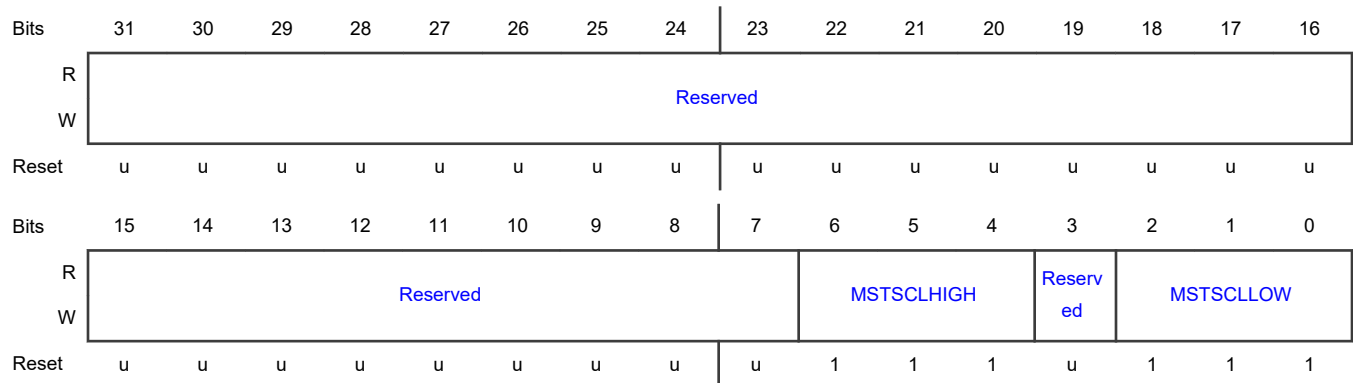 Bits 31 30 29 28 27 26 25 24 23 22 21 20 19 18 17 16
R
Reserved
W
Reset u u u u u u u u u u u u u u u u
Bits 15 14 13 12 11 10 9 8 7 6 5 4 3 2 1 0
R
Reserved MSTSCLHIGH Reserv
ed MSTSCLLOW
W
Reset u u u u u u u u u 1 1 1 u 1 1 1